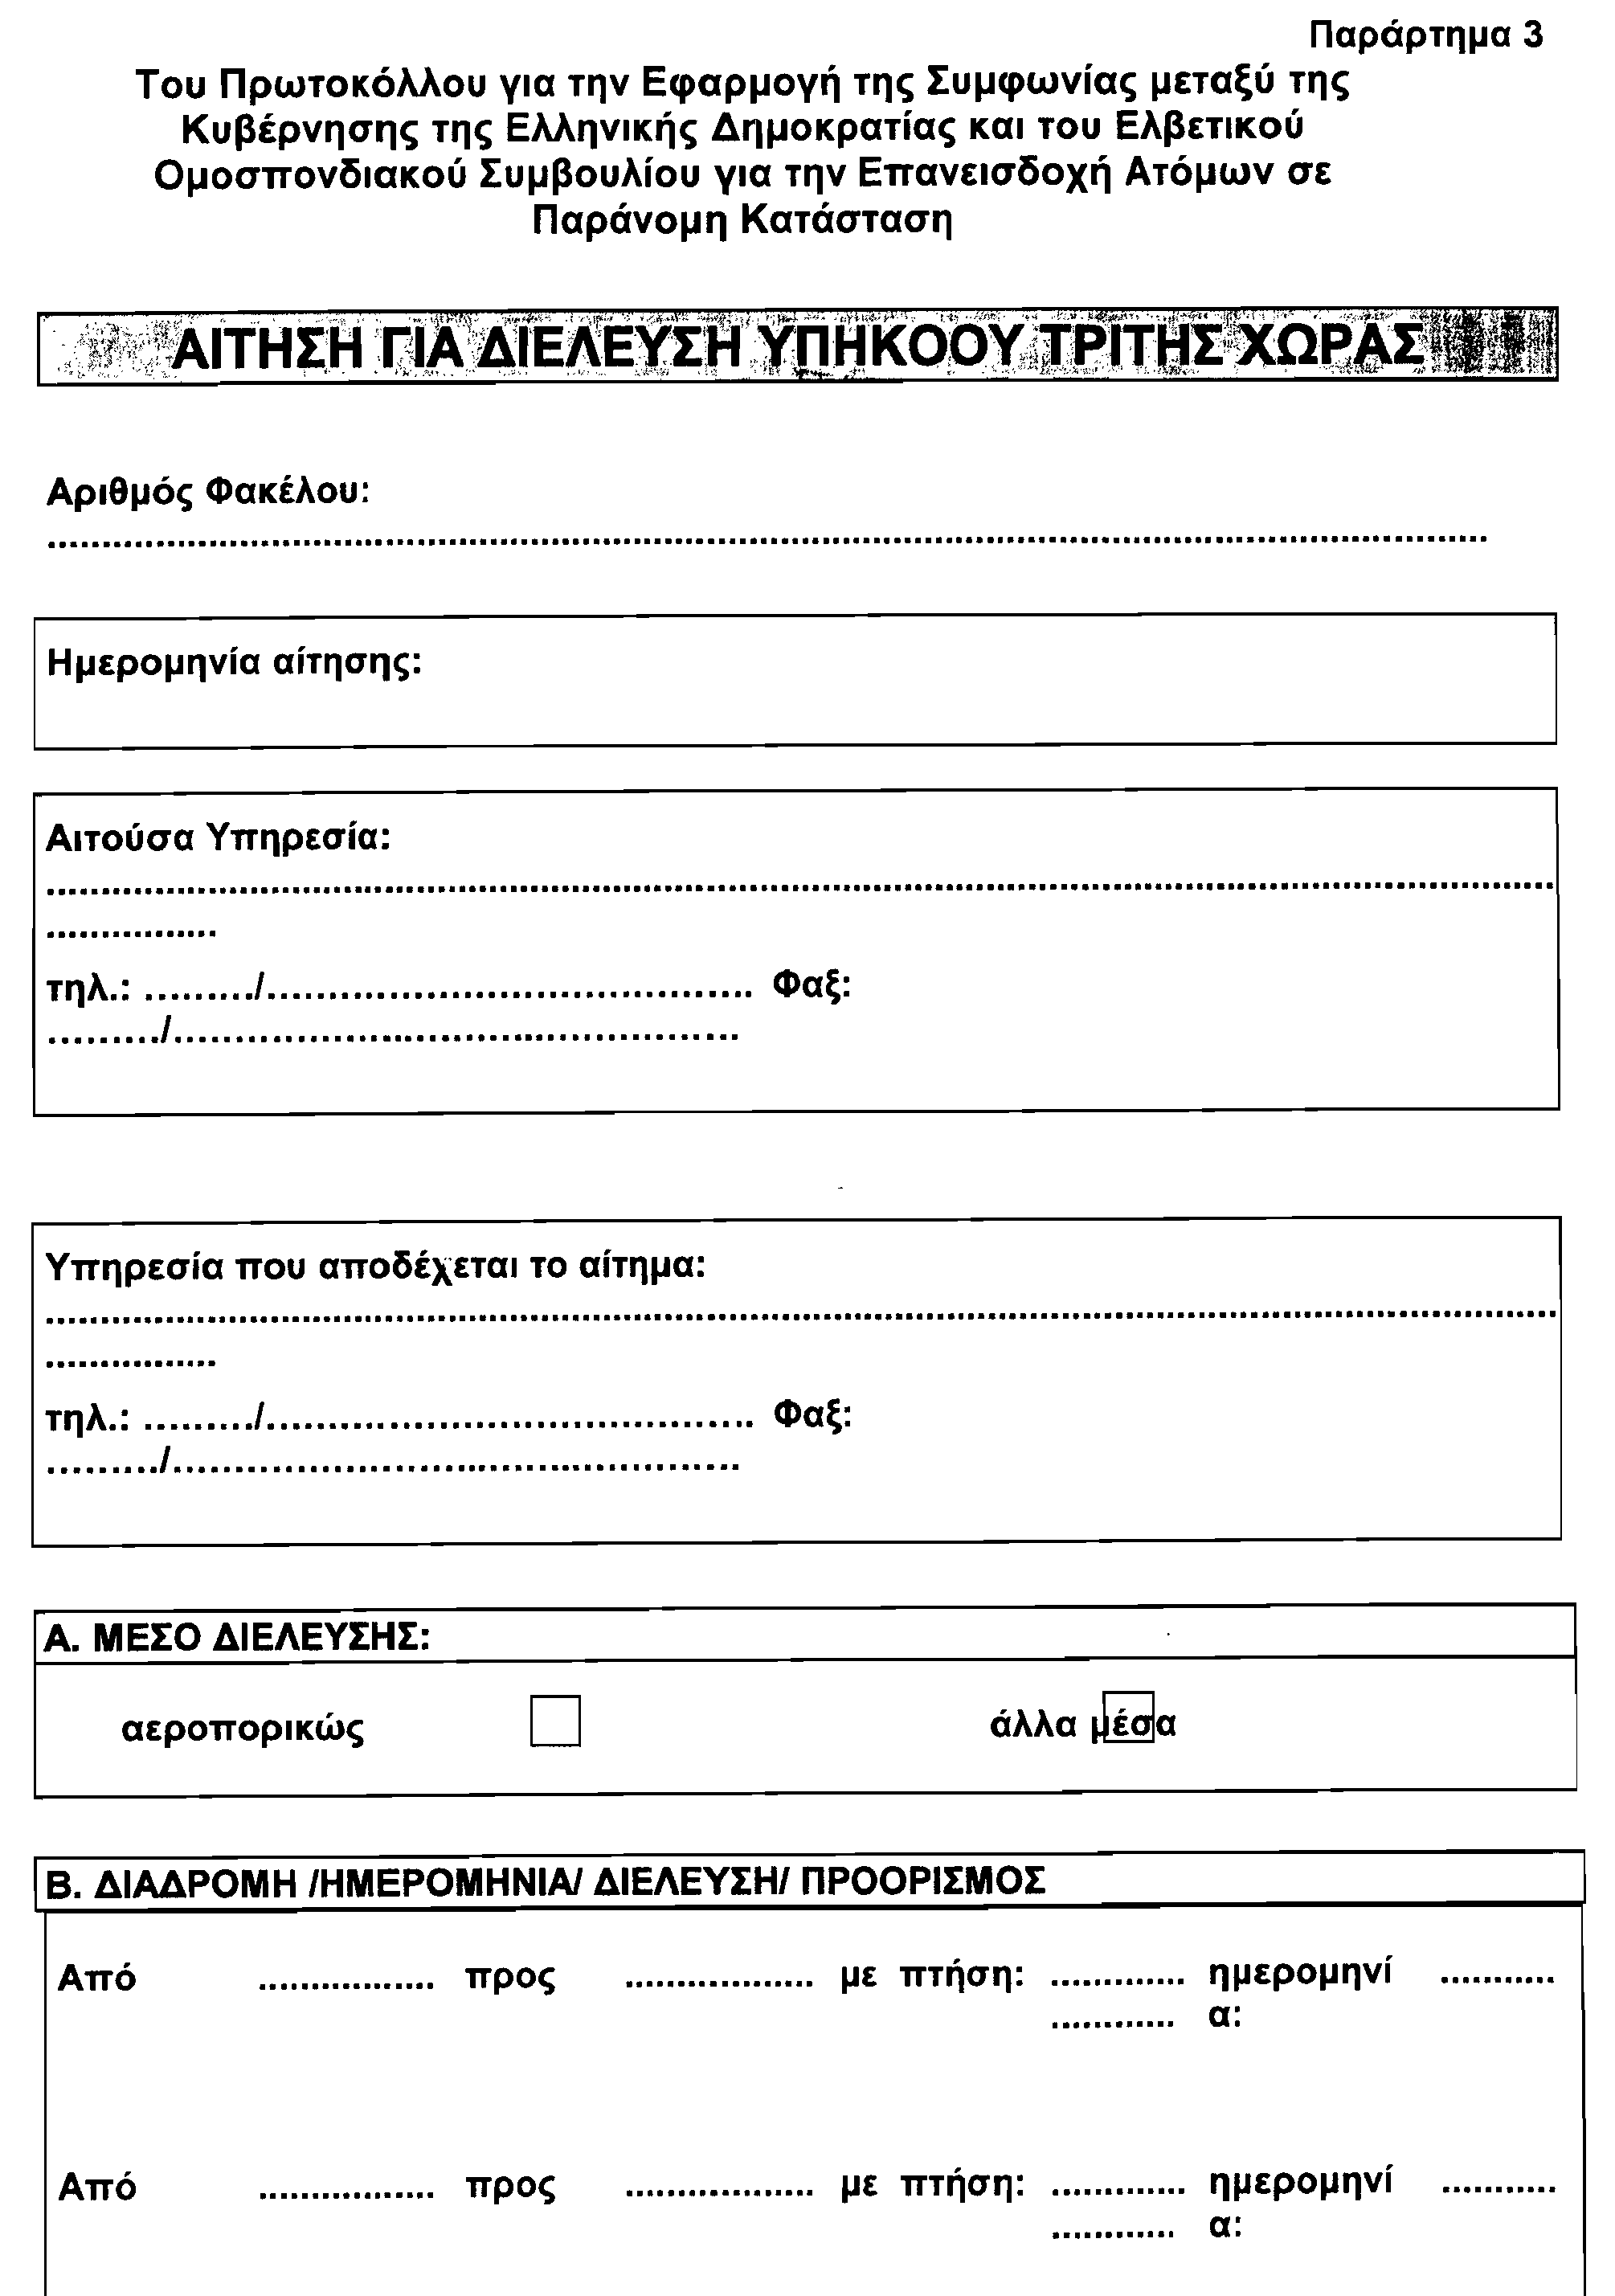 Παράρτημα 3
Του Πρωτοκόλλου για την Εφαρμογή της Συμφωνίας μεταξύ της
Κυβέρνησης της Ελληνικής Δημοκρατίας και του Ελβετικού
Ομοσπονδιακού Συμβουλίου για την Επανεισδοχή Ατόμων σε
Παράνομη Κατάσταση
ΑΙΤΗΣΗ ΓΙΑ ΔΙΕΛΕΥΣΗ ΥΠΗΚΟΟΥ ΤΡΙΤΗΣ ΧΩΡΑΣ
Αριθμός Φακέλου:
..........................................................................................................................
Ημερομηνία αίτησης:
Αιτούσα Υπηρεσία:
................................................................................................................................
................
τηλ.: ........./....................................... Φαξ:
........./..............................................
Υπηρεσία που αποδέχεται το αίτημα:
................................................................................................................................
................
τηλ.: ........./....................................... Φαξ:
........./..............................................
Α. ΜΕΣΟ ΔΙΕΛΕΥΣΗΣ:
αεροπορικώς άλλα μέσα
Β. ΔΙΑΔΡΟΜΗ /ΗΜΕΡΟΜΗΝΙΑ/ ΔΙΕΛΕΥΣΗ/ ΠΡΟΟΡΙΣΜΟΣ
Από ................. προς .................. με πτήση: ............. ημερομηνί ...........
............ α:
Από ................. προς .................. με πτήση: ............. ημερομηνί ...........
............ α: